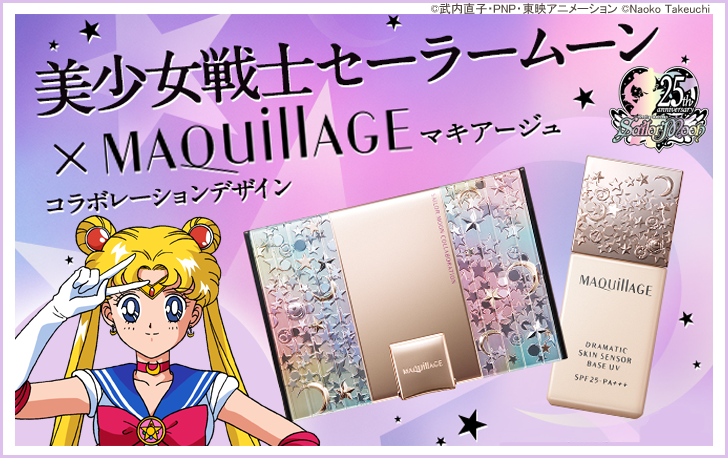 ©武内直子・PNP・東映アニメーション ©Naoko Takeuchi
美少女戦士セーラームーン
×MAQuillAGE マキアージュ
コラボレーションデザイン
25th
anniversary
Sailor Moon
SAILOR MOON COLLABORATION
MAQuillAGE
MAQuillAGE
DRAMATIC
SKIN SENSOR
BASE UV
SPF25・PA+++